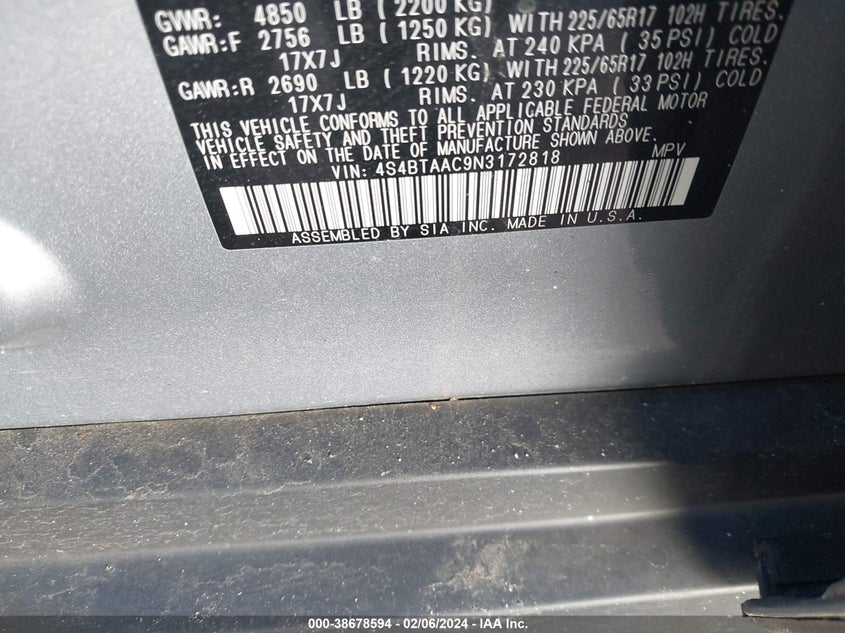 GVWR: 4850 LB ( 2200 KG)
GAWR:F 2756 LB ( 1250 KG) WITH 225/65R17 102H TIRES.
17X7J RIMS. AT 240 KPA ( 35 PSI) COLD
GAWR:R 2690 LB ( 1220 KG) WITH 225/65R17 102H TIRES.
17X7J RIMS. AT 230 KPA ( 33 PSI) COLD
THIS VEHICLE CONFORMS TO ALL APPLICABLE FEDERAL MOTOR
VEHICLE SAFETY AND THEFT PREVENTION STANDARDS
IN EFFECT ON THE DATE OF MANUFACTURE SHOWN ABOVE.
VIN: 4S4BTAAC9N3172818 MPV
ASSEMBLED BY SIA INC. MADE IN U.S.A.
000-38678594 - 02/06/2024 - IAA Inc.